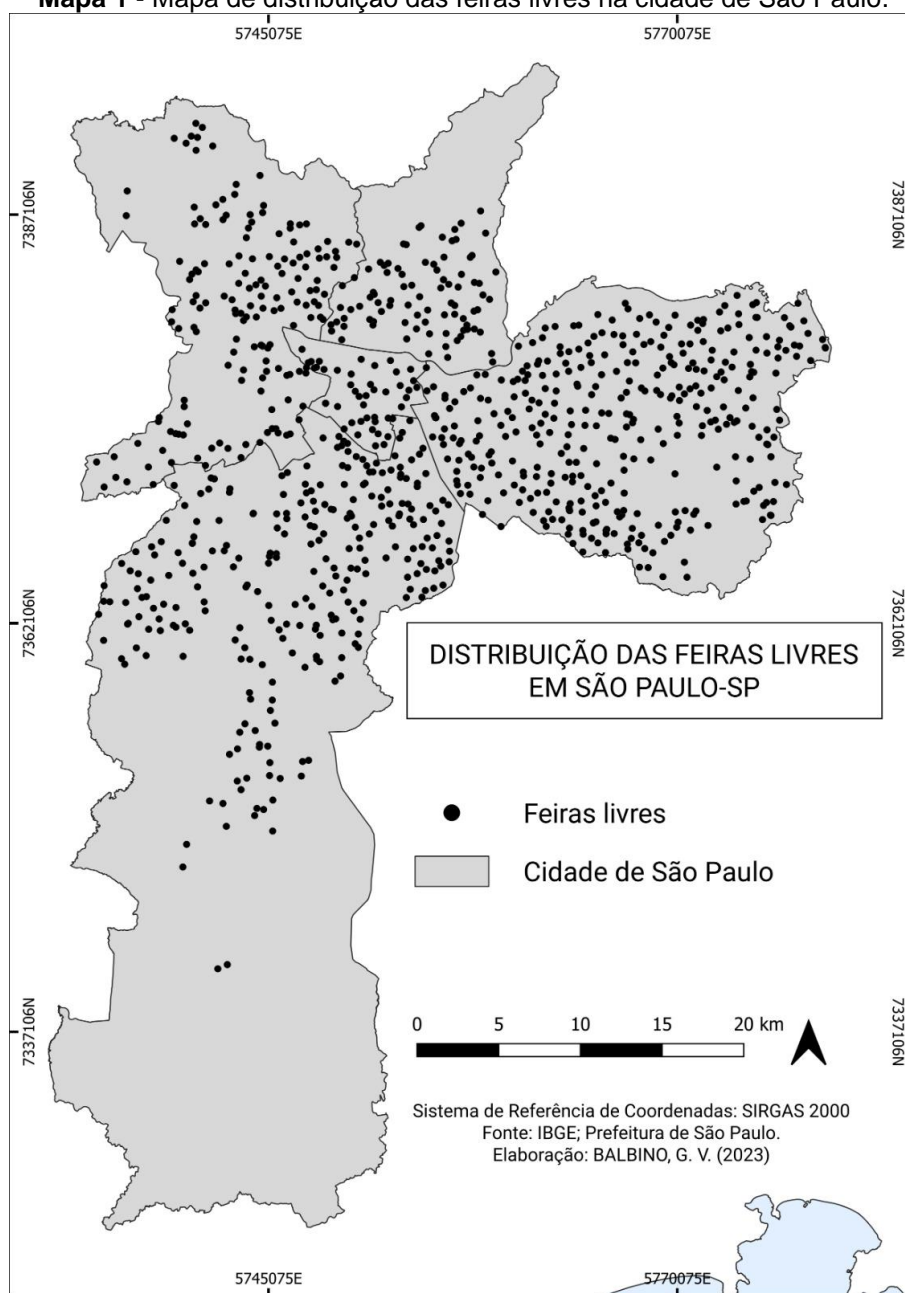 Mapa 1 - Mapa de distribuição das feiras livres na cidade de São Paulo.
5745075E 5770075E
7387106N 7387106N
7362106N 7362106N
DISTRIBUIÇÃO DAS FEIRAS LIVRES
EM SÃO PAULO-SP
Feiras livres
Cidade de São Paulo
7337106N 7337106N
0 5 10 15 20 km
Sistema de Referência de Coordenadas: SIRGAS 2000
Fonte: IBGE; Prefeitura de São Paulo.
Elaboração: BALBINO, G. V. (2023)
5745075E 5770075E